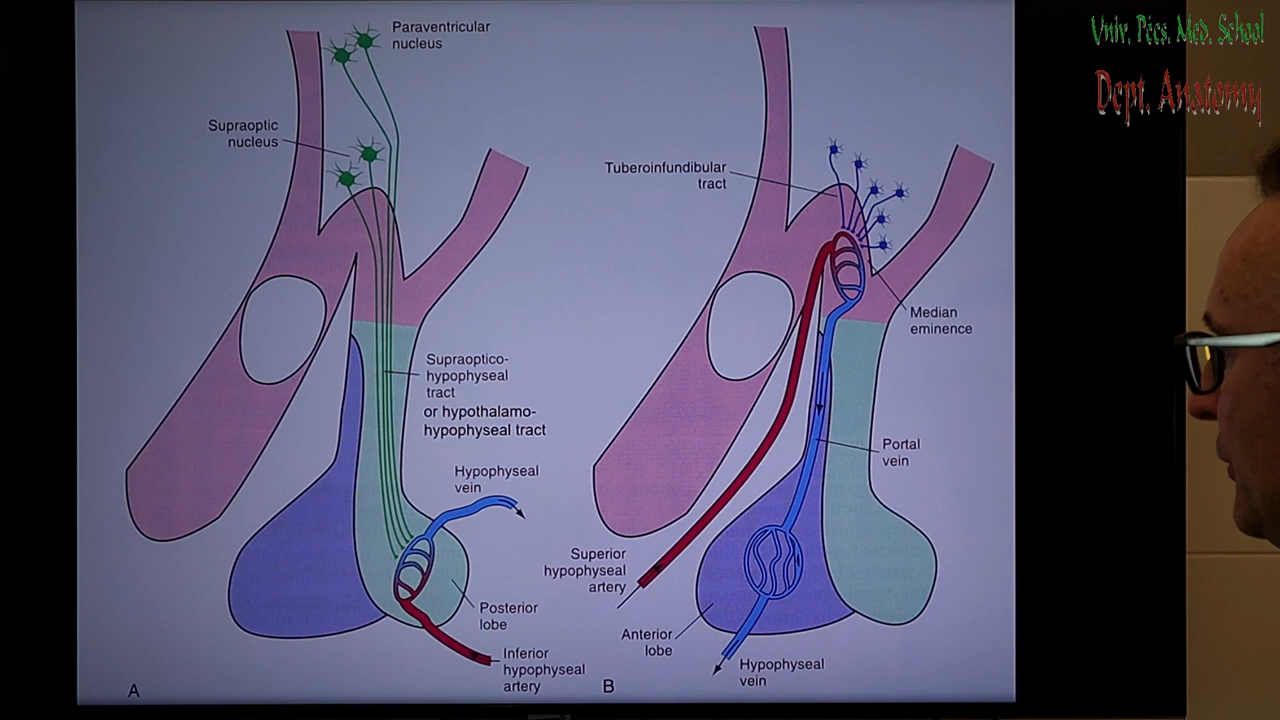 Univ. Pécs. Med. School
Dept. Anatomy
Paraventricular
nucleus
Supraoptic
nucleus
Supraoptico-
hypophyseal
tract
or hypothalamo-
hypophyseal tract
Hypophyseal
vein
Posterior
lobe
Inferior
hypophyseal
artery
A
Tuberoinfundibular
tract
Median
eminence
Portal
vein
Superior
hypophyseal
artery
Anterior
lobe
Hypophyseal
vein
B